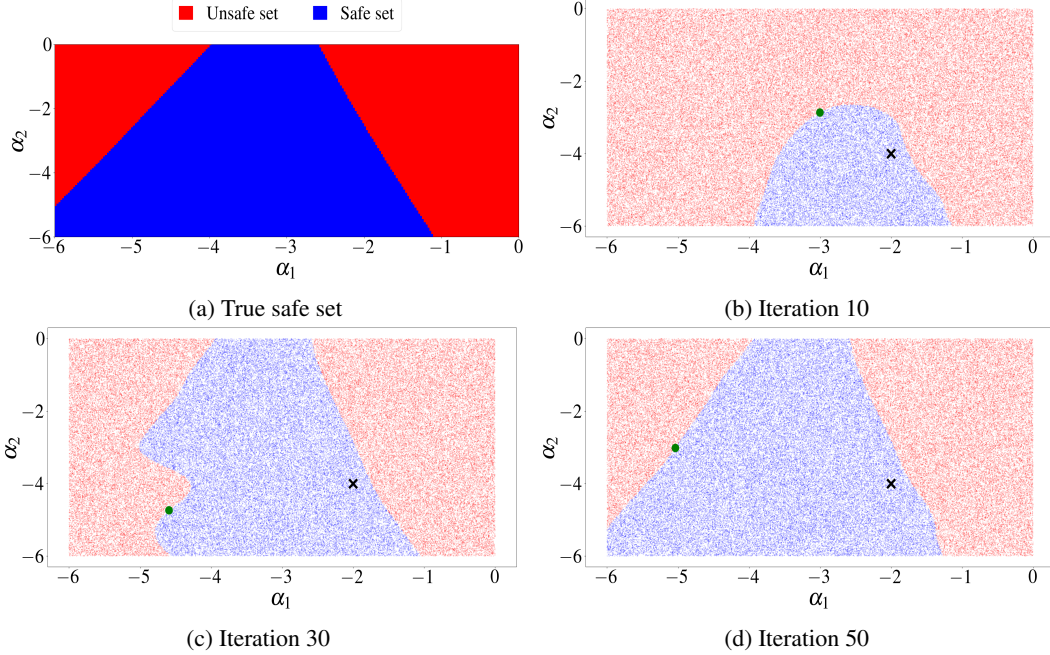 Unsafe set Safe set
0
−2
−4
−6
α2
−6 −5 −4 −3 −2 −1 0
α1
(a) True safe set
0
−2
−4
−6
α2
−6 −5 −4 −3 −2 −1 0
α1
(b) Iteration 10
0
−2
−4
−6
α2
−6 −5 −4 −3 −2 −1 0
α1
(c) Iteration 30
0
−2
−4
−6
α2
−6 −5 −4 −3 −2 −1 0
α1
(d) Iteration 50